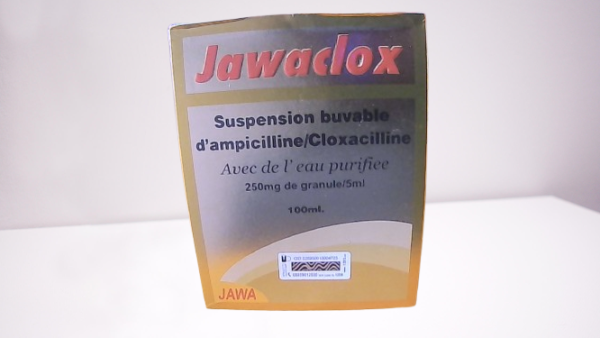 Jawaclox
Suspension buvable
d'ampicilline/Cloxacilline
Avec de l' eau purifiee
250mg de granule/5ml
100ml.
JAWA